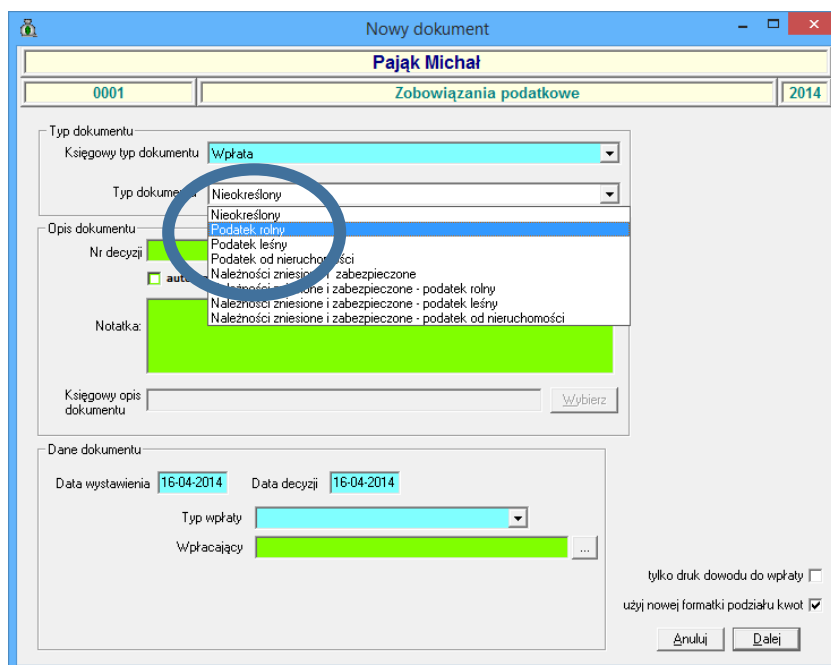 Nowy dokument
Pająk Michał
0001 Zobowiązania podatkowe 2014
Typ dokumentu
Księgowy typ dokumentu Wpłata
Typ dokumentu Nieokreślony
Nieokreślony
Opis dokumentu Podatek rolny
Podatek leśny
Nr decyzji Podatek od nieruchomości
Należności zniesione i zabezpieczone
Należności zniesione i zabezpieczone - podatek rolny
Należności zniesione i zabezpieczone - podatek leśny
Notatka: Należności zniesione i zabezpieczone - podatek od nieruchomości
Księgowy opis
dokumentu Wybierz
Dane dokumentu
Data wystawienia 16-04-2014 Data decyzji 16-04-2014
Typ wpłaty
Wpłacający ...
tylko druk dowodu do wpłaty
użyj nowej formatki podziału kwot
Anuluj Dalej